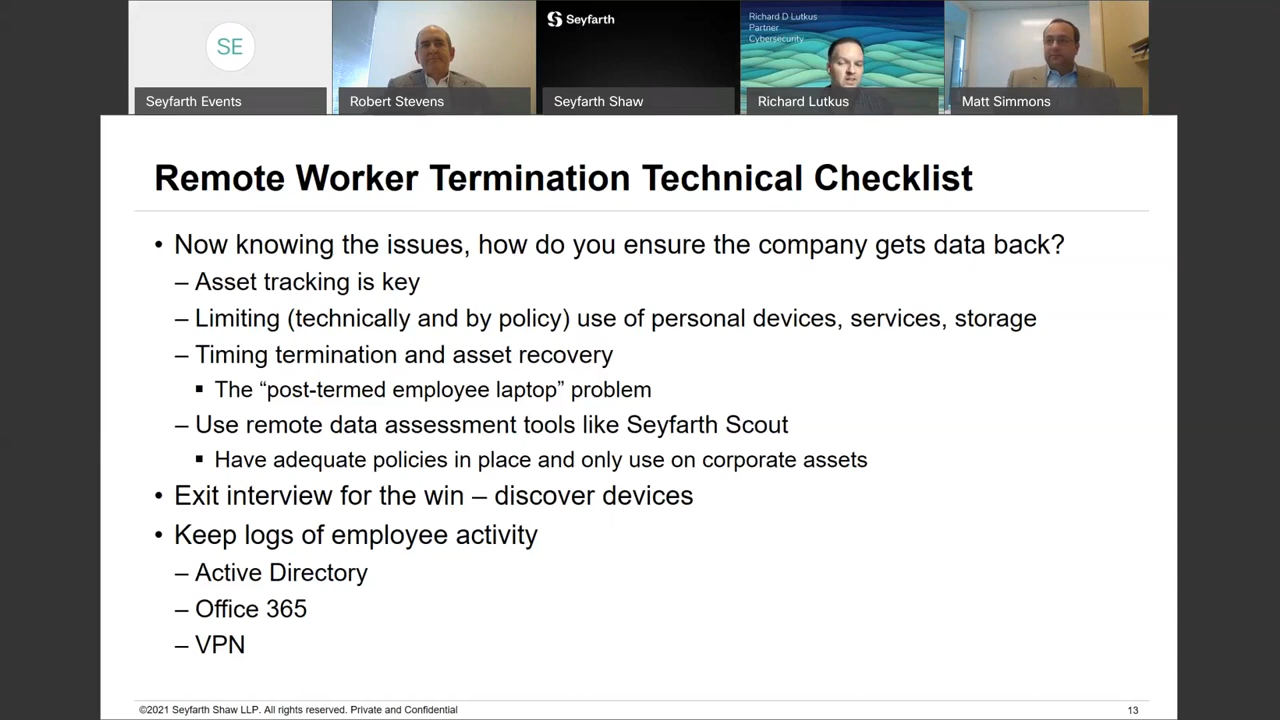 SE
Seyfarth Events
Robert Stevens
Seyfarth
Seyfarth Shaw
Richard D Lutkus
Partner
Cybersecurity
Richard Lutkus
Matt Simmons
Remote Worker Termination Technical Checklist
• Now knowing the issues, how do you ensure the company gets data back?
– Asset tracking is key
– Limiting (technically and by policy) use of personal devices, services, storage
– Timing termination and asset recovery
▪ The “post-termed employee laptop” problem
– Use remote data assessment tools like Seyfarth Scout
▪ Have adequate policies in place and only use on corporate assets
• Exit interview for the win – discover devices
• Keep logs of employee activity
– Active Directory
– Office 365
– VPN
©2021 Seyfarth Shaw LLP. All rights reserved. Private and Confidential
13